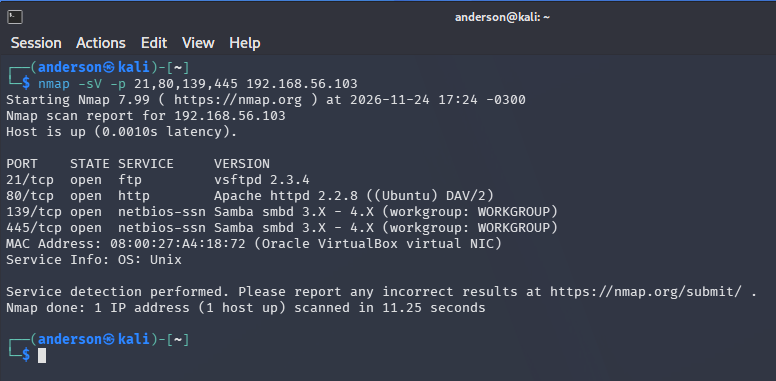 anderson@kali: ~
Session Actions Edit View Help
┌──(anderson㉿kali)-[~]
└─$ nmap -sV -p 21,80,139,445 192.168.56.103
Starting Nmap 7.99 ( https://nmap.org ) at 2026-11-24 17:24 -0300
Nmap scan report for 192.168.56.103
Host is up (0.0010s latency).

PORT    STATE SERVICE     VERSION
21/tcp  open  ftp         vsftpd 2.3.4
80/tcp  open  http        Apache httpd 2.2.8 ((Ubuntu) DAV/2)
139/tcp open  netbios-ssn Samba smbd 3.X - 4.X (workgroup: WORKGROUP)
445/tcp open  netbios-ssn Samba smbd 3.X - 4.X (workgroup: WORKGROUP)
MAC Address: 08:00:27:A4:18:72 (Oracle VirtualBox virtual NIC)
Service Info: OS: Unix

Service detection performed. Please report any incorrect results at https://nmap.org/submit/ .
Nmap done: 1 IP address (1 host up) scanned in 11.25 seconds

┌──(anderson㉿kali)-[~]
└─$